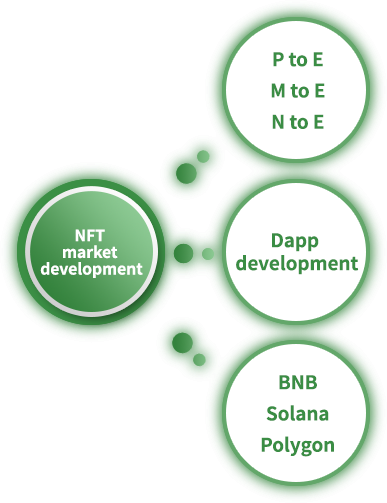 P to E
M to E
N to E
NFT
market
development
Dapp
development
BNB
Solana
Polygon